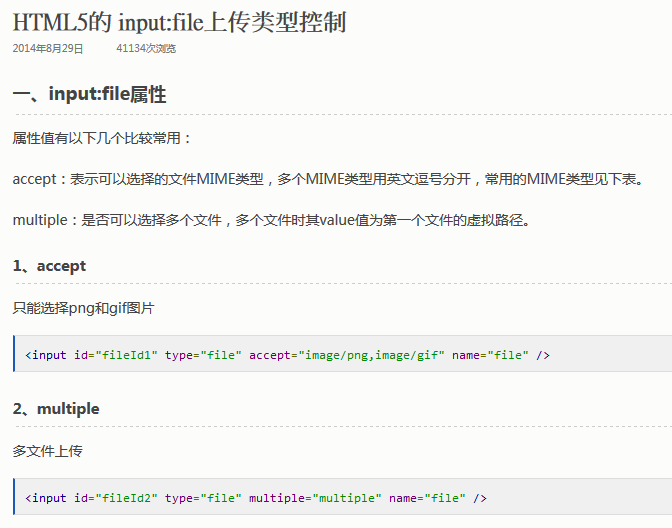 HTML5的 input:file上传类型控制
2014年8月29日 41134次浏览
一、input:file属性
属性值有以下几个比较常用：
accept：表示可以选择的文件MIME类型，多个MIME类型用英文逗号分开，常用的MIME类型见下表。
multiple：是否可以选择多个文件，多个文件时其value值为第一个文件的虚拟路径。
1、accept
只能选择png和gif图片
<input id="fileId1" type="file" accept="image/png,image/gif" name="file" />
2、multiple
多文件上传
<input id="fileId2" type="file" multiple="multiple" name="file" />